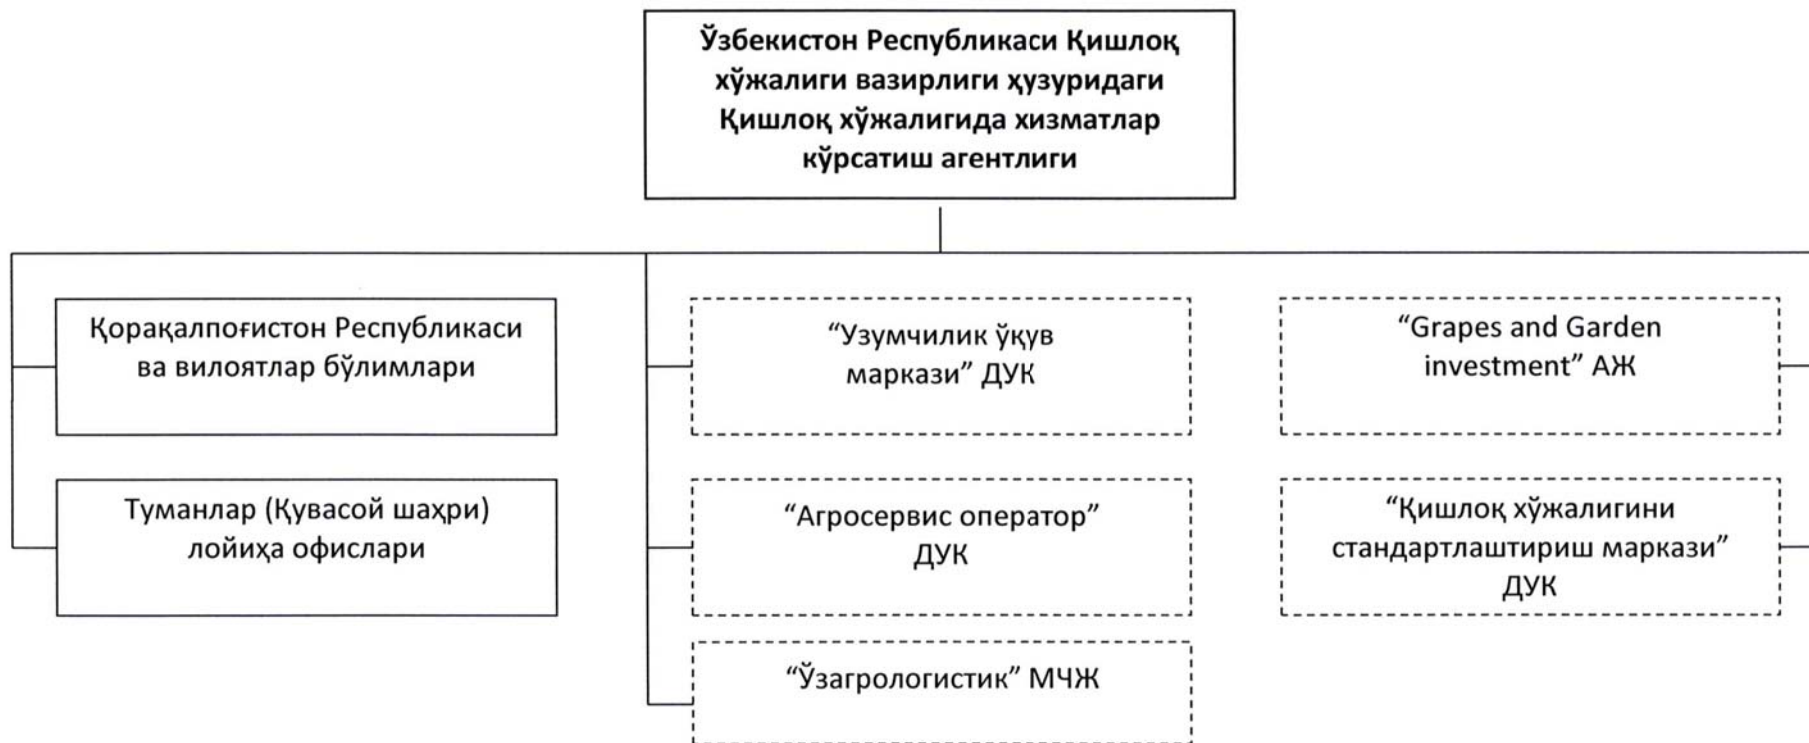 Ўзбекистон Республикаси Қишлоқ
хўжалиги вазирлиги ҳузуридаги
Қишлоқ хўжалигида хизматлар
кўрсатиш агентлиги
Қорақалпоғистон Республикаси
ва вилоятлар бўлимлари
Туманлар (Қувасой шаҳри)
лойиҳа офислари
“Узумчилик ўқув
маркази” ДУК
“Агросервис оператор”
ДУК
“Ўзагрологистик” МЧЖ
“Grapes and Garden
investment” АЖ
“Қишлоқ хўжалигини
стандартлаштириш маркази”
ДУК